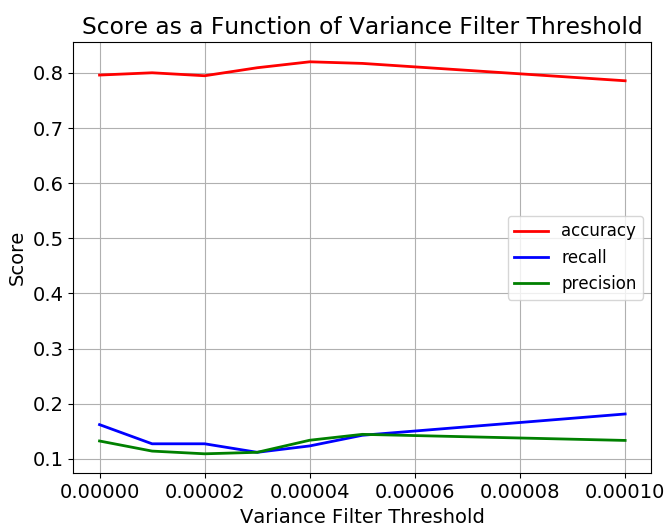 Score as a Function of Variance Filter Threshold
0.8
0.7
0.6
0.5
0.4
0.3
0.2
0.1
Score
accuracy
recall
precision
0.00000 0.00002 0.00004 0.00006 0.00008 0.00010
Variance Filter Threshold